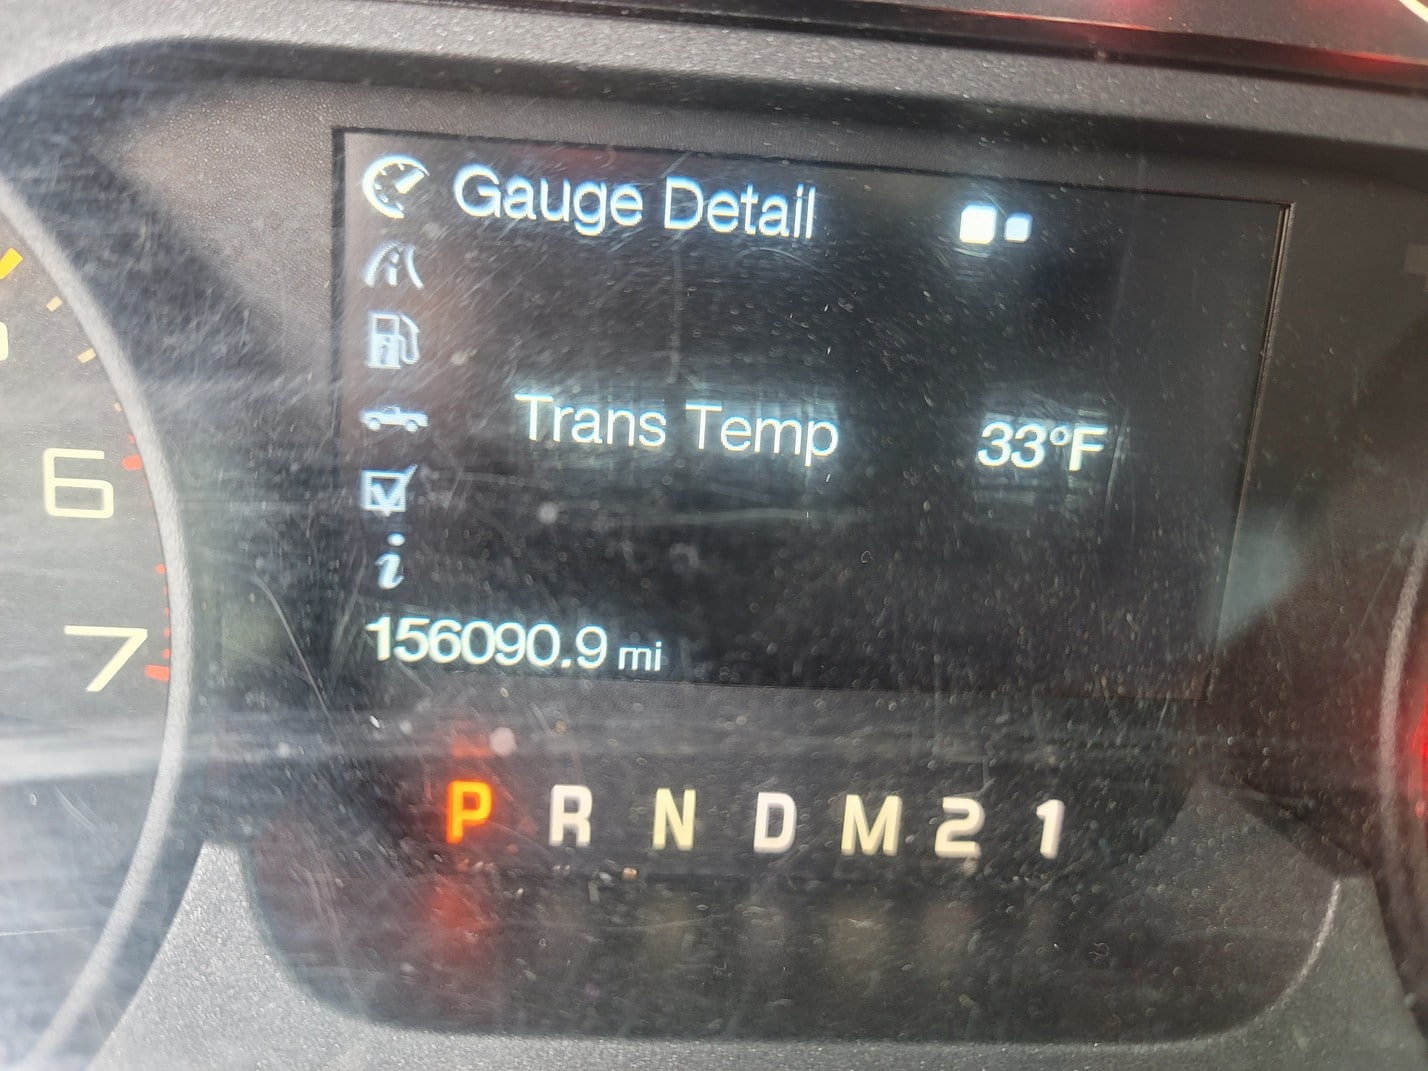 Gauge Detail
Trans Temp 33°F
i
156090.9 mi
6
7
P R N D M 2 1